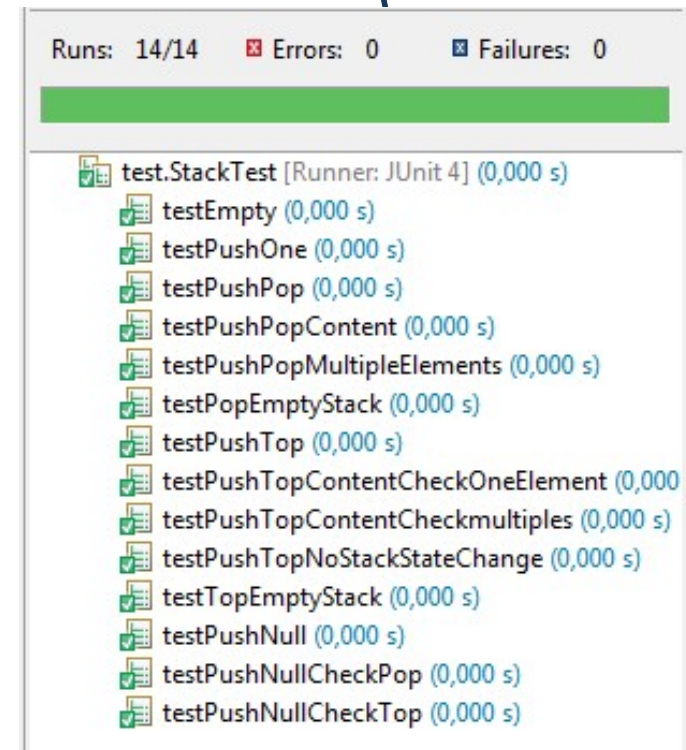 Runs: 14/14 Errors: 0 Failures: 0
test.StackTest [Runner: JUnit 4] (0,000 s)
testEmpty (0,000 s)
testPushOne (0,000 s)
testPushPop (0,000 s)
testPushPopContent (0,000 s)
testPushPopMultipleElements (0,000 s)
testPopEmptyStack (0,000 s)
testPushTop (0,000 s)
testPushTopContentCheckOneElement (0,000
testPushTopContentCheckmultiples (0,000 s)
testPushTopNoStackStateChange (0,000 s)
testTopEmptyStack (0,000 s)
testPushNull (0,000 s)
testPushNullCheckPop (0,000 s)
testPushNullCheckTop (0,000 s)